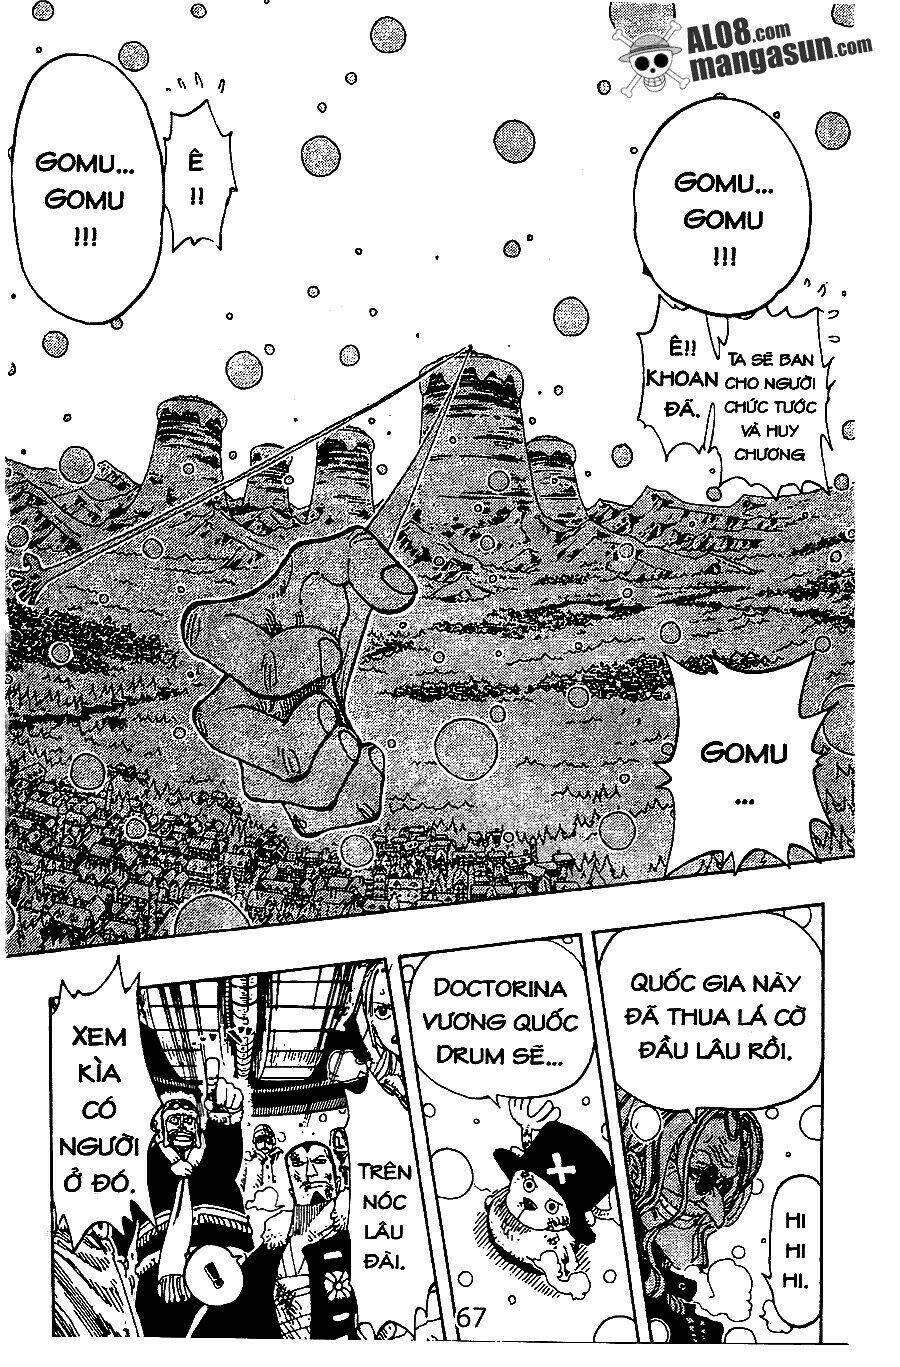 AL08.com
mangasun.com
GOMU...
GOMU
!!!
TA SẼ BAN
CHO NGƯƠI
CHỨC TƯỚC
VÀ HUY
CHƯƠNG
Ê!!
KHOAN
ĐÃ.
Ê
!!
GOMU...
GOMU
!!!
GOMU
...
QUỐC GIA NÀY
ĐÃ THUA LÁ CỜ
ĐẦU LÂU RỒI.
HI
HI
HI.
DOCTORINA
VƯƠNG QUỐC
DRUM SẼ...
TRÊN
NÓC
LÂU
ĐÀI.
XEM
KÌA
CÓ
NGƯỜI
Ở ĐÓ.
!!
67